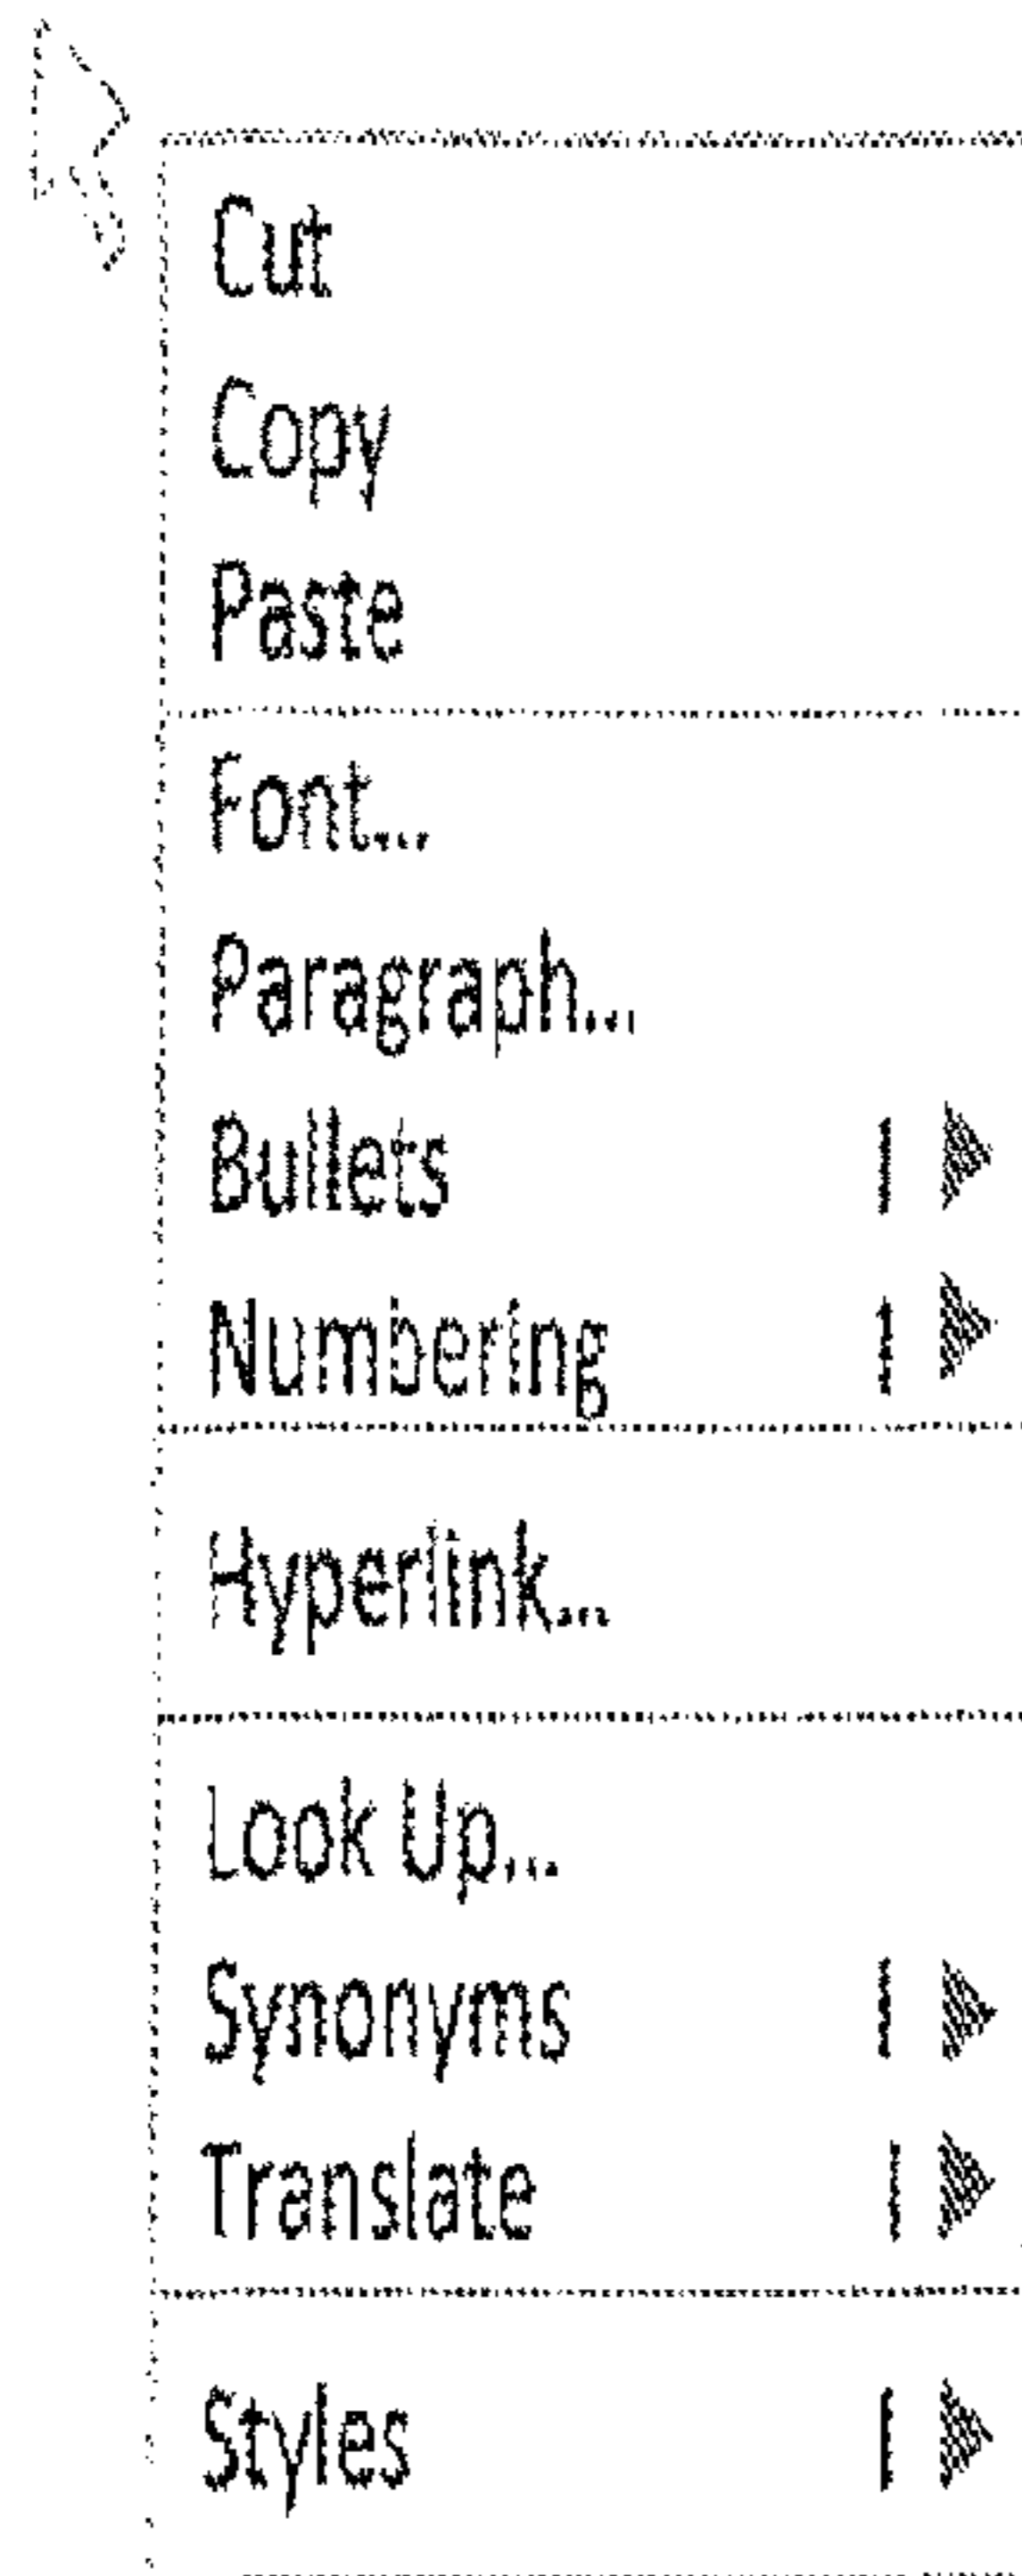 Cut
Copy
Paste
Font...
Paragraph...
Bullets
Numbering
Hyperlink...
Look Up...
Synonyms
Translate
Styles